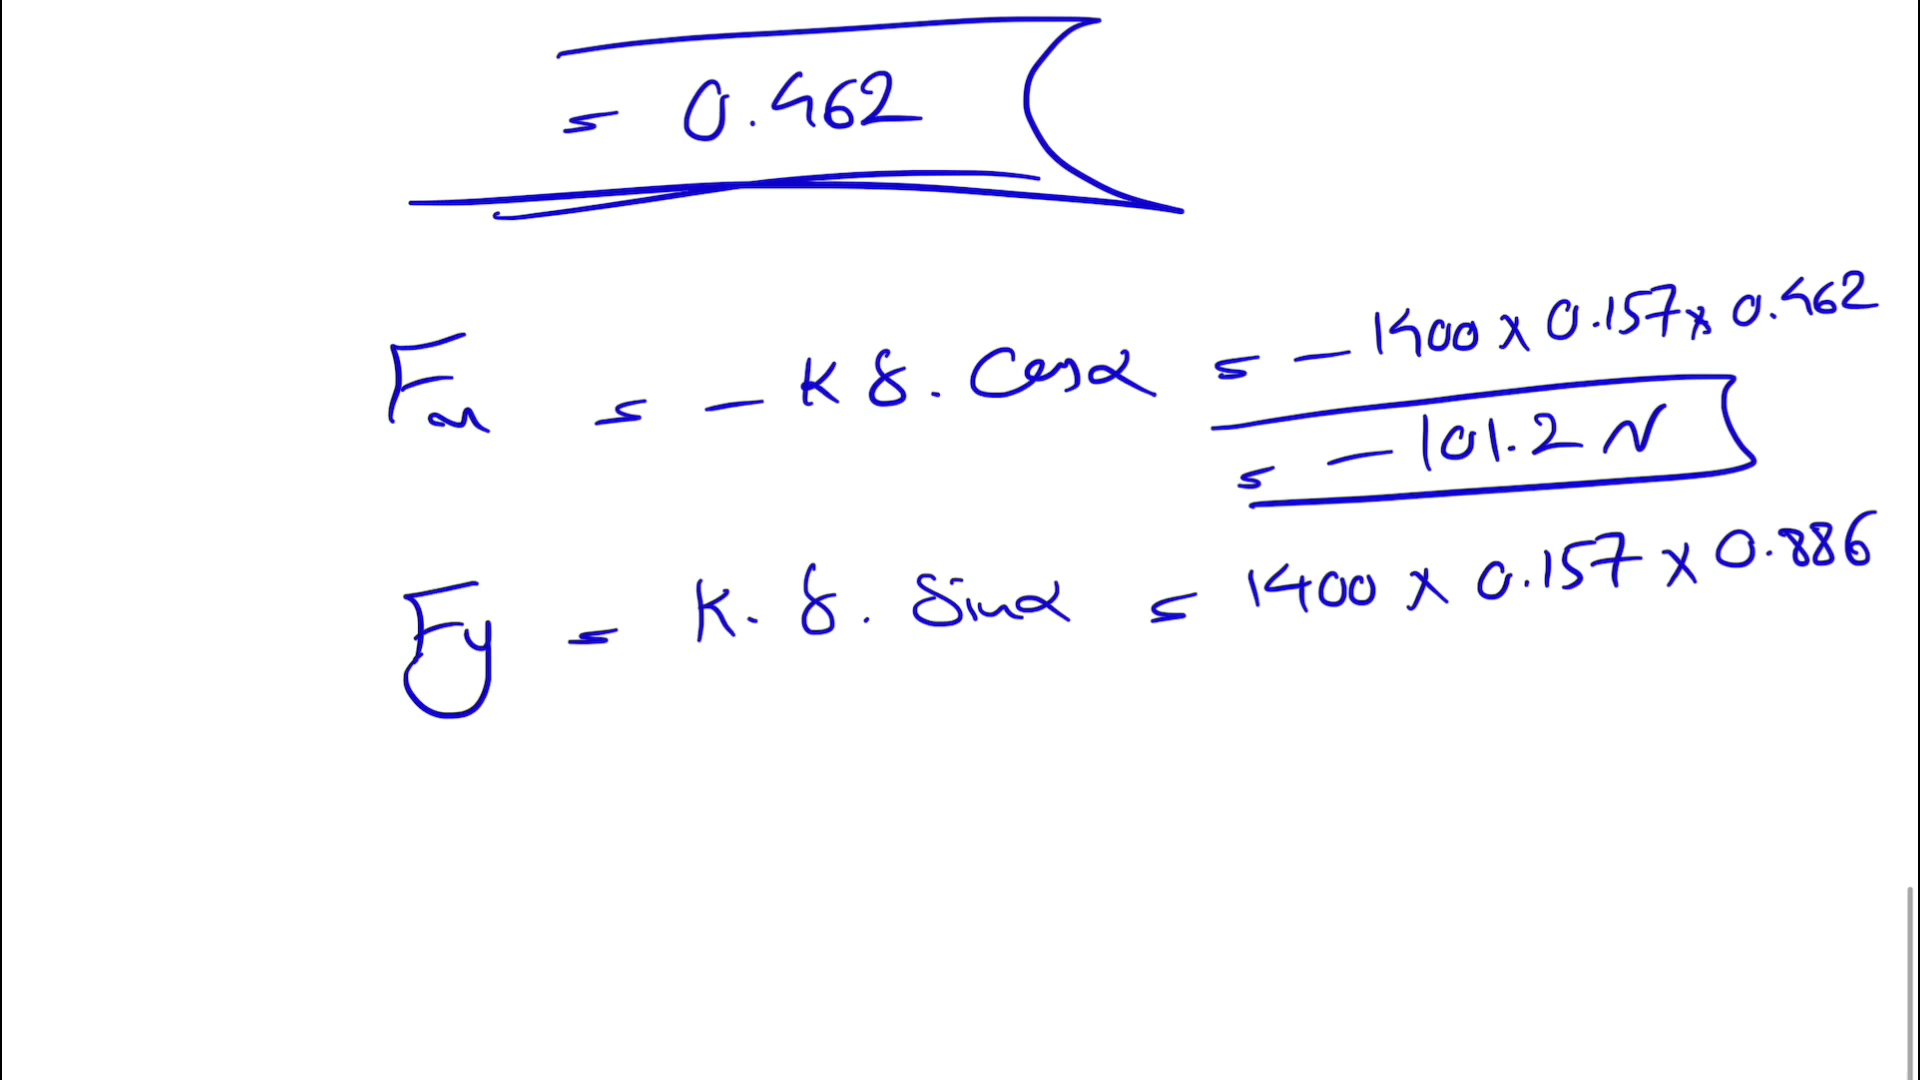 = 0.462
Fx = - K δ. Cosα = - 1400 x 0.157 x 0.462
= - 101.2 N
Fy = K. δ. Sinα = 1400 x 0.157 x 0.886